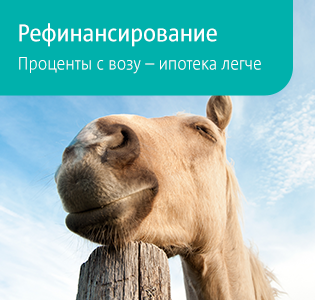 Рефинансирование
Проценты с возу – ипотека легче